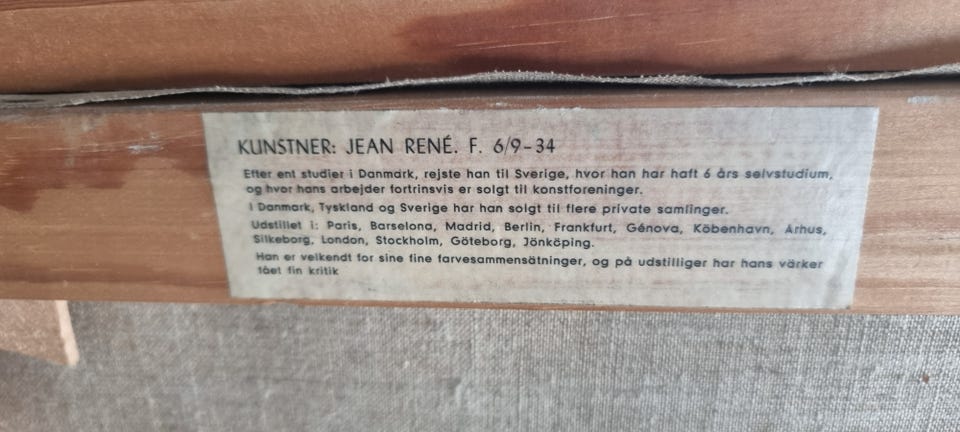 KUNSTNER: JEAN RENÉ. F. 6/9-34
Efter ent studier i Danmark, rejste han til Sverige, hvor han har haft 6 års selvstudium,
og hvor hans arbejder fortrinsvis er solgt til konstforeninger.
I Danmark, Tyskland og Sverige har han solgt til flere private samlinger.
Udstillet i: Paris, Barselona, Madrid, Berlin, Frankfurt, Génova, Köbenhavn, Århus,
Silkeborg, London, Stockholm, Göteborg, Jönköping.
Han er velkendt for sine fine farvesammensätninger, og på udstilliger har hans värker
fået fin kritik